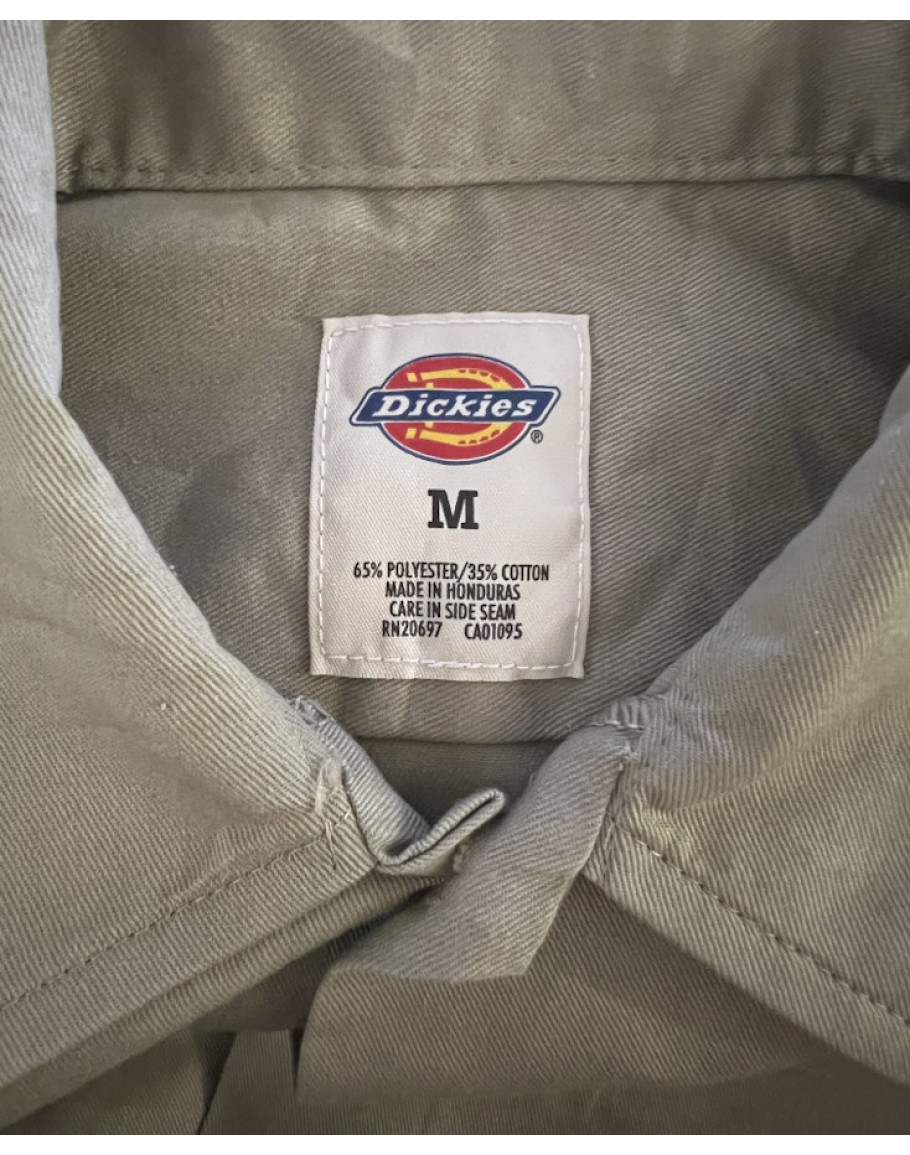 Dickies®
M
65% POLYESTER/35% COTTON
MADE IN HONDURAS
CARE IN SIDE SEAM
RN20697 CA01095